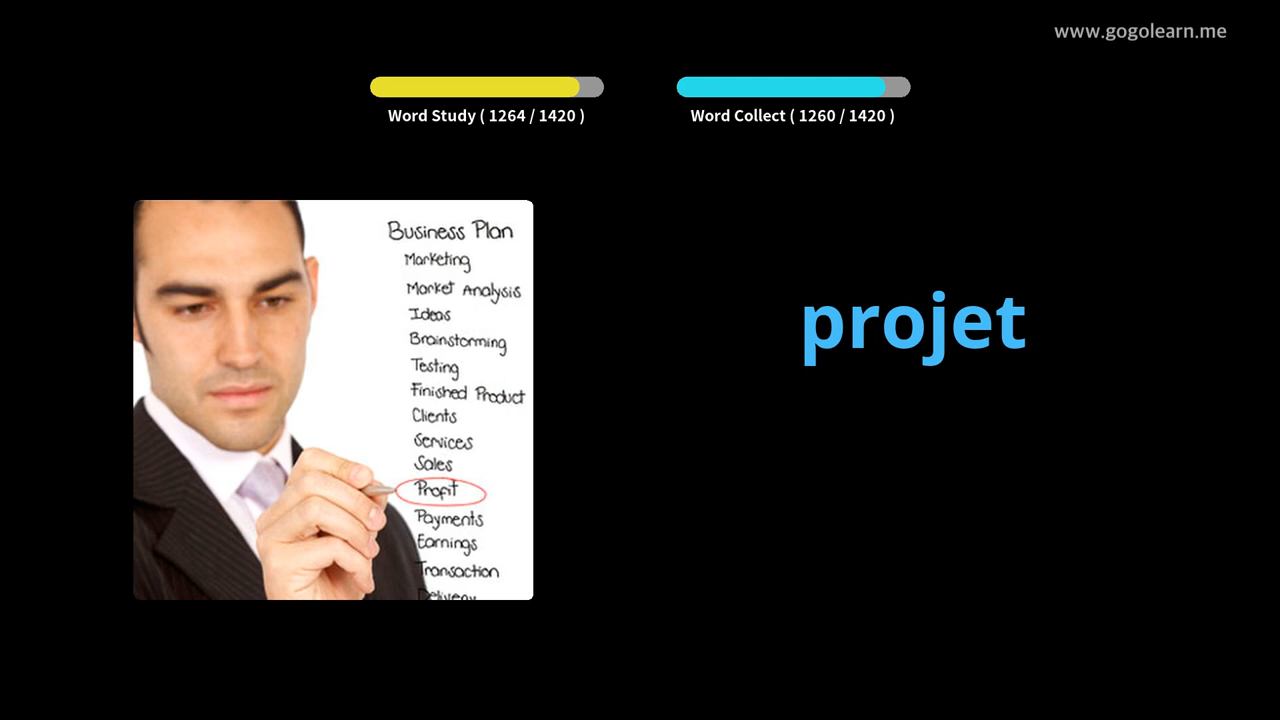 www.gogolearn.me
Word Study ( 1264 / 1420 )
Word Collect ( 1260 / 1420 )
Business Plan
Marketing
Market Analysis
Ideas
Brainstorming
Testing
Finished Product
Clients
Services
Sales
Profit
Payments
Earnings
Transaction
Delivery
projet